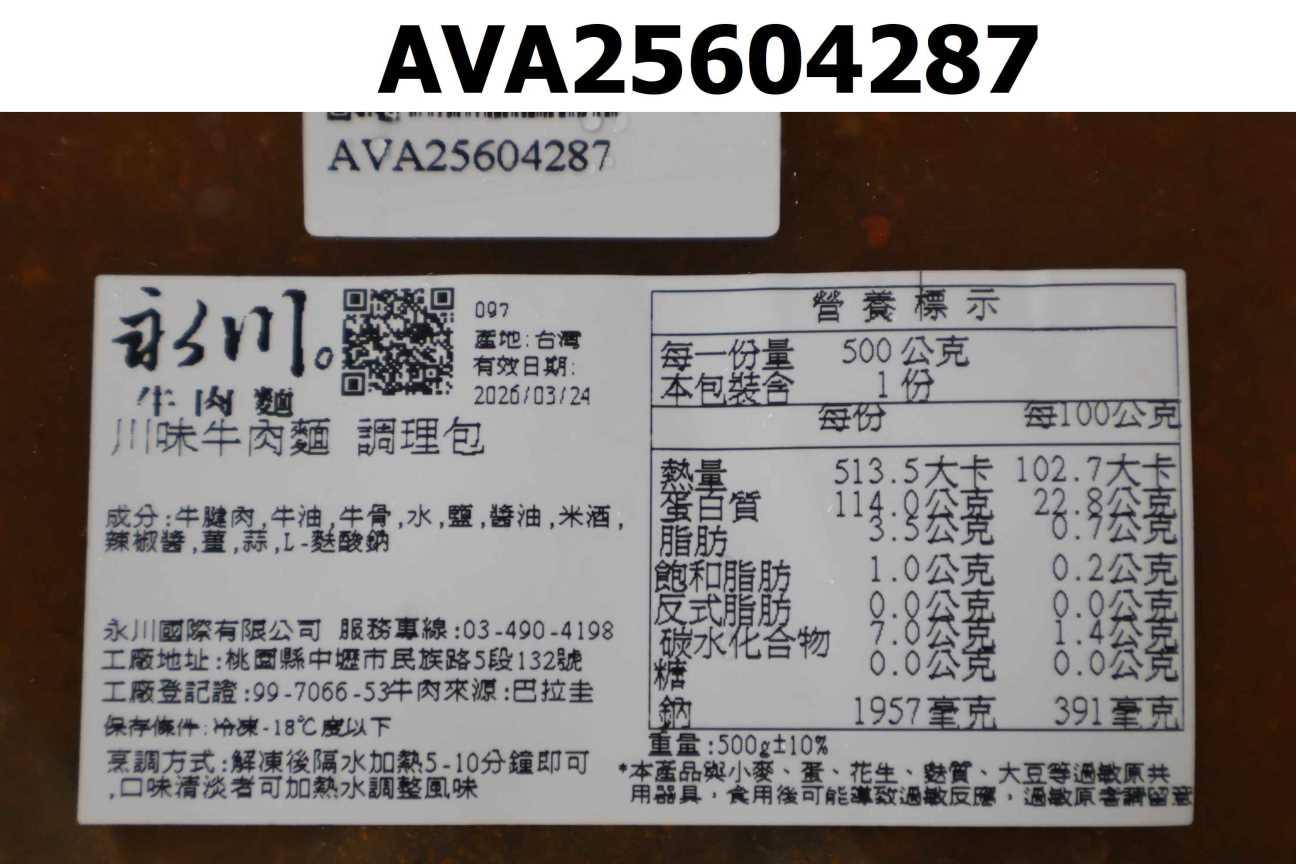 AVA25604287
AVA25604287
永川。
牛肉麵
097
產地:台灣
有效日期:
2026/03/24
川味牛肉麵 調理包
成分:牛腱肉,牛油,牛骨,水,鹽,醬油,米酒,
辣椒醬,薑,蒜,L-麩酸鈉
永川國際有限公司 服務專線:03-490-4198
工廠地址:桃園縣中壢市民族路5段132號
工廠登記證:99-7066-53牛肉來源:巴拉圭
保存條件:冷凍-18℃度以下
烹調方式:解凍後隔水加熱5-10分鐘即可
,口味清淡者可加熱水調整風味
營養標示
每一份量 500公克
本包裝含 1份
每份 每100公克
熱量 513.5大卡 102.7大卡
蛋白質 114.0公克 22.8公克
脂肪 3.5公克 0.7公克
飽和脂肪 1.0公克 0.2公克
反式脂肪 0.0公克 0.0公克
碳水化合物 7.0公克 1.4公克
糖 0.0公克 0.0公克
鈉 1957毫克 391毫克
重量:500g±10%
*本產品與小麥、蛋、花生、麩質、大豆等過敏原共
用器具，食用後可能導致過敏反應，過敏原者請留意